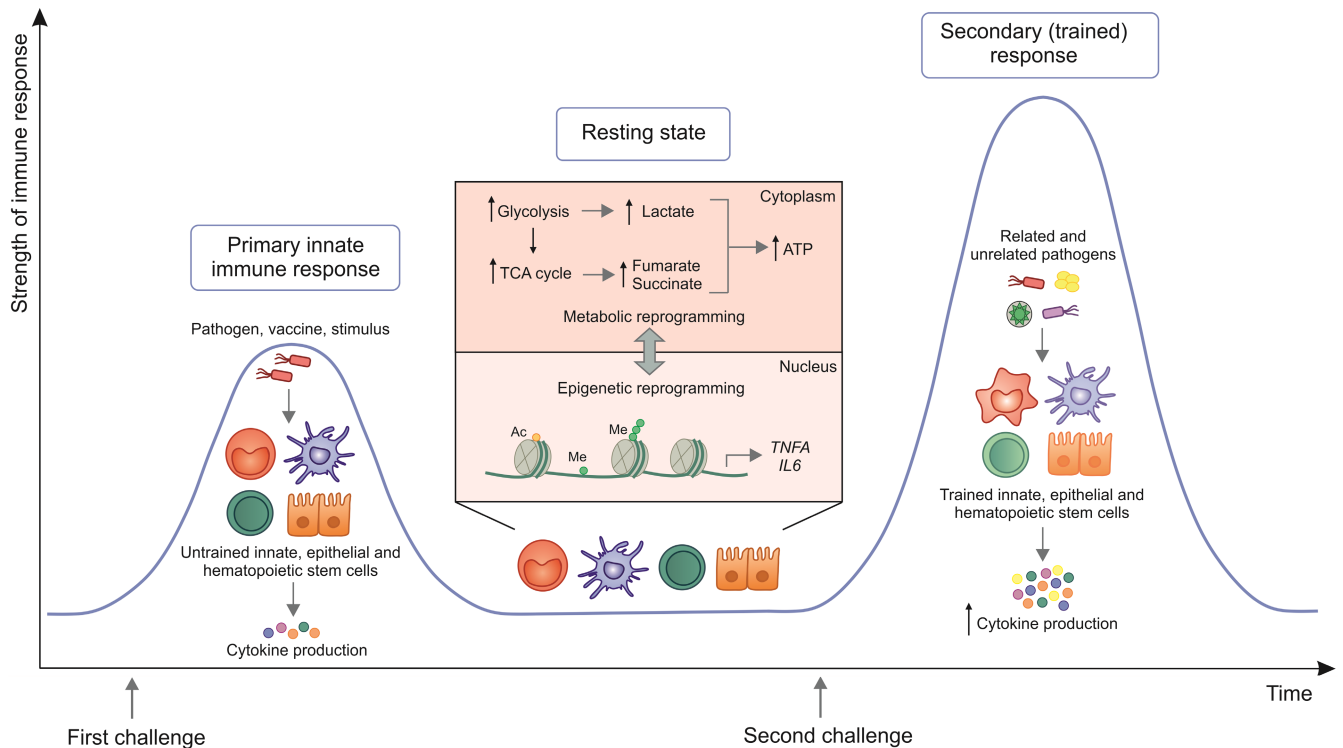 Strength of immune response
Primary innate
immune response
Pathogen, vaccine, stimulus
Untrained innate, epithelial and
hematopoietic stem cells
Cytokine production
First challenge
Resting state
Cytoplasm
Glycolysis
Lactate
ATP
TCA cycle
Fumarate
Succinate
Metabolic reprogramming
Nucleus
Epigenetic reprogramming
Ac
Me
Me
TNFA
IL6
Second challenge
Secondary (trained)
response
Related and
unrelated pathogens
Trained innate, epithelial and
hematopoietic stem cells
Cytokine production
Time